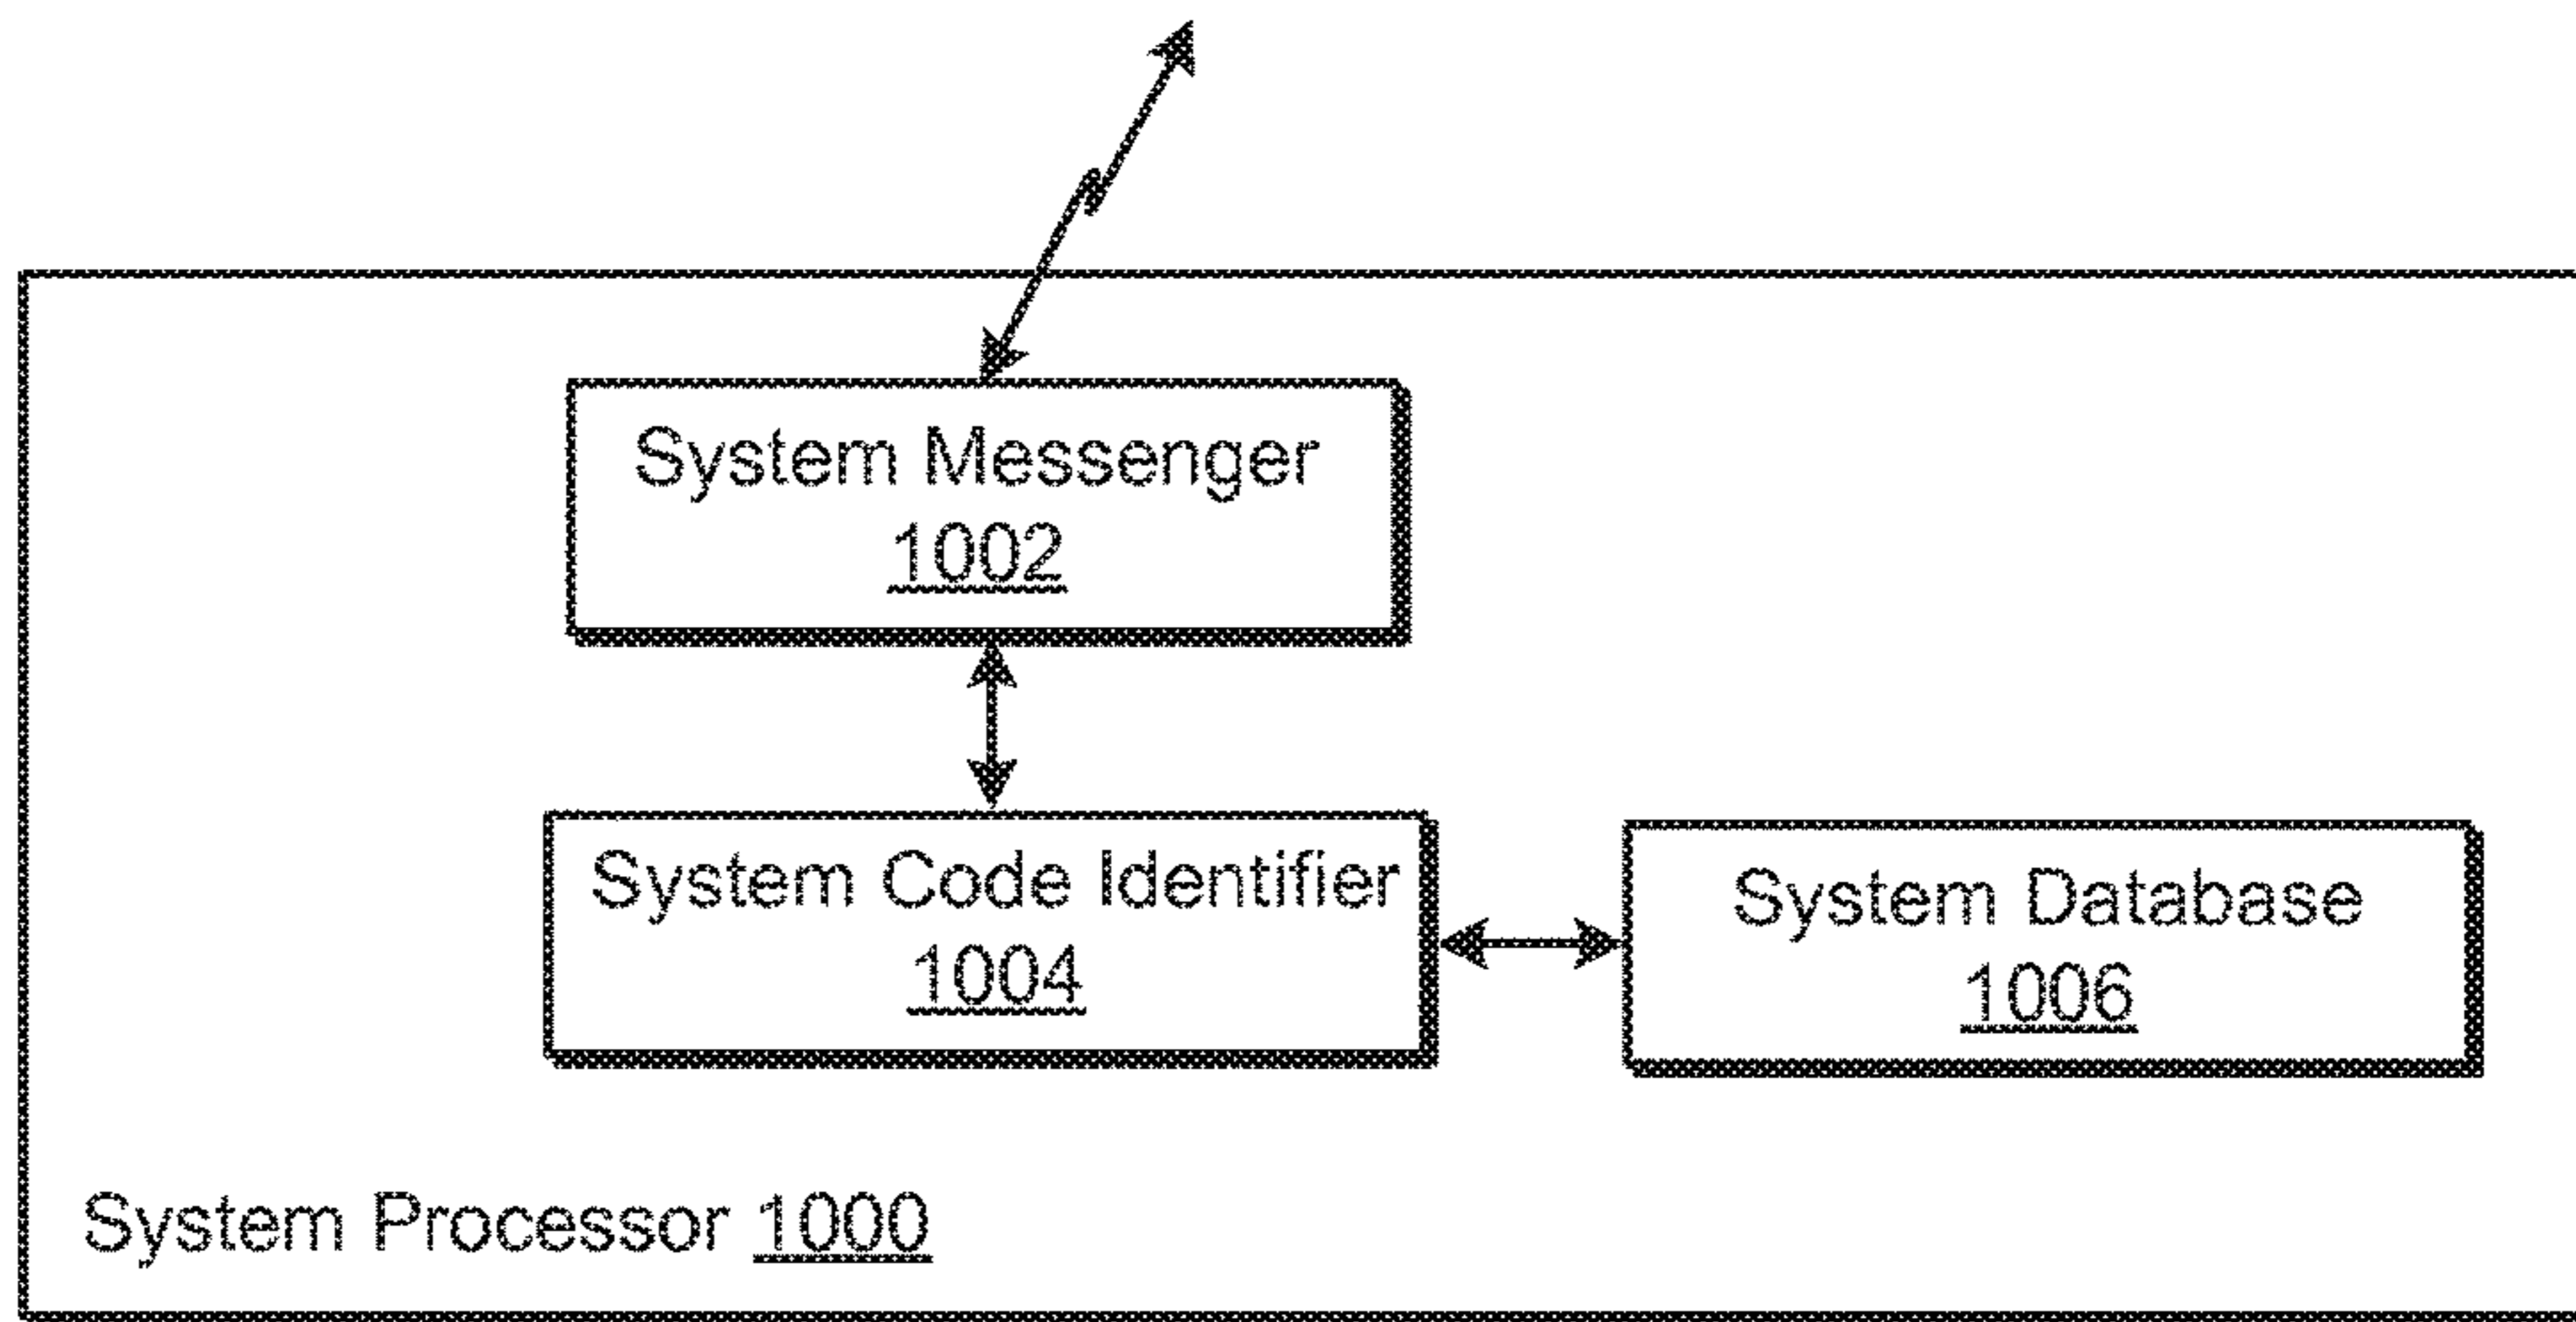 System Messenger
1002
System Code Identifier
1004
System Database
1006
System Processor 1000